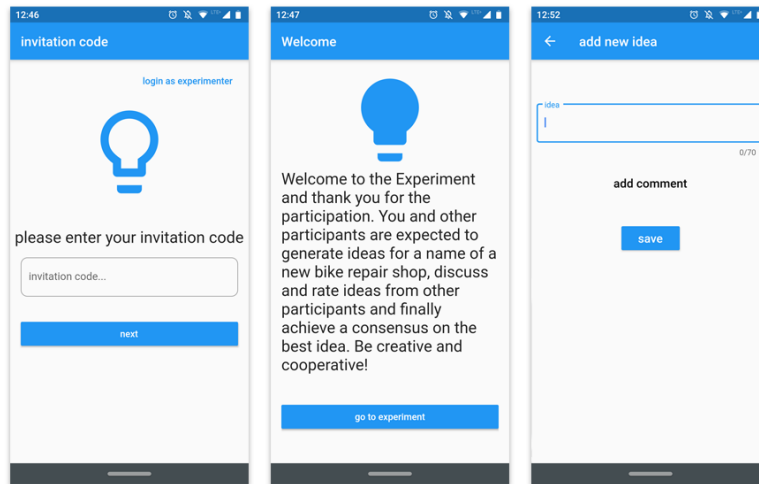 12:46
LTE+
invitation code
login as experimenter
please enter your invitation code
invitation code...
next
12:47
LTE+
Welcome
Welcome to the Experiment
and thank you for the
participation. You and other
participants are expected to
generate ideas for a name of a
new bike repair shop, discuss
and rate ideas from other
participants and finally
achieve a consensus on the
best idea. Be creative and
cooperative!
go to experiment
12:52
LTE+
add new idea
idea
0/70
add comment
save